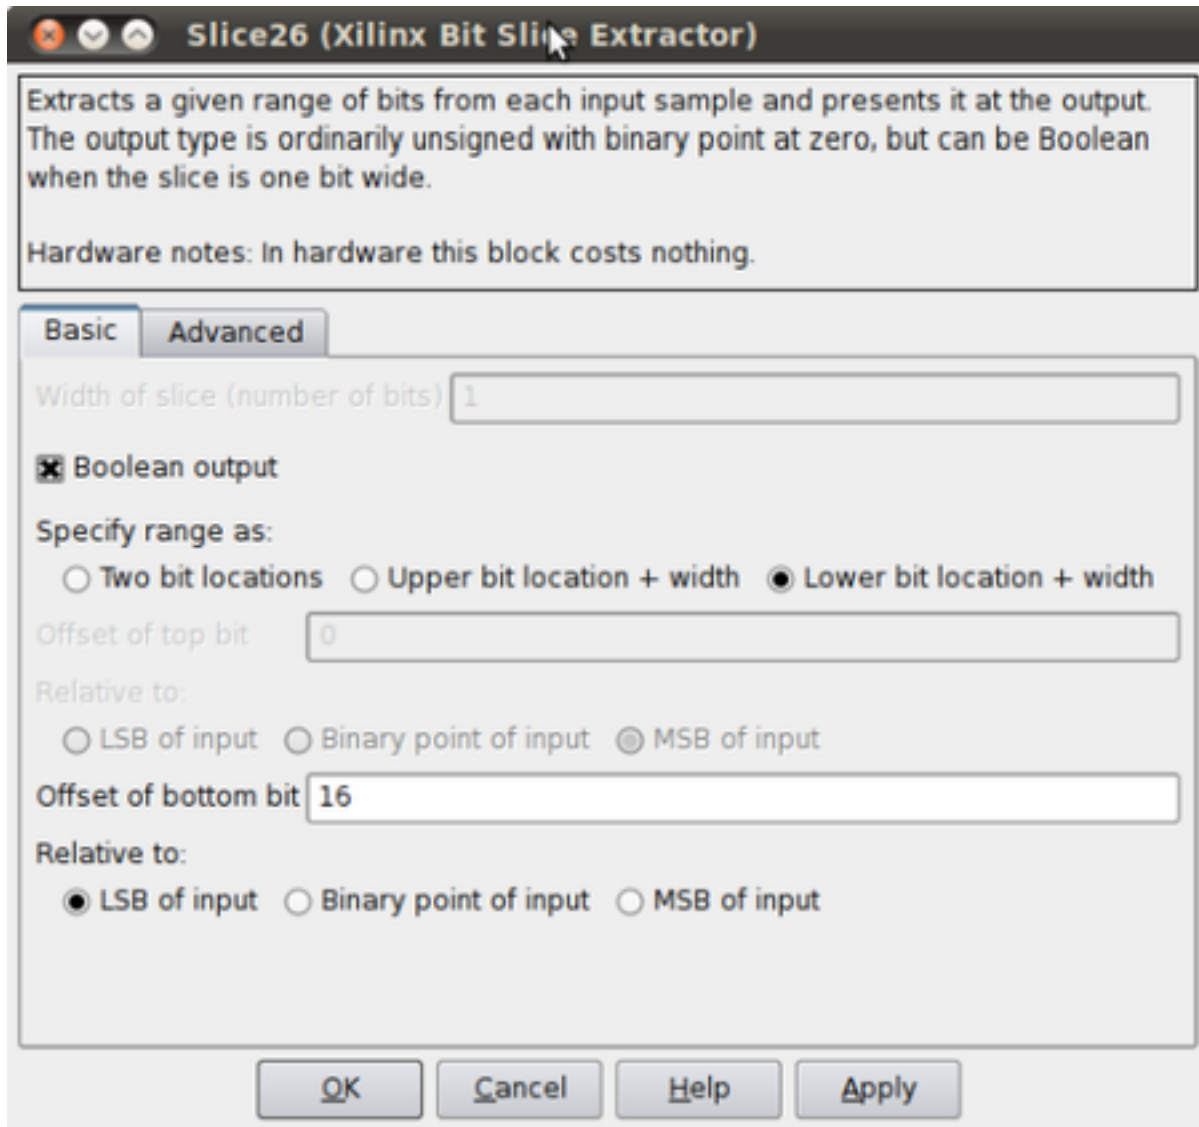 Slice26 (Xilinx Bit Slice Extractor)
Extracts a given range of bits from each input sample and presents it at the output.
The output type is ordinarily unsigned with binary point at zero, but can be Boolean
when the slice is one bit wide.
Hardware notes: In hardware this block costs nothing.
Basic Advanced
Width of slice (number of bits) 1
Boolean output
Specify range as:
Two bit locations Upper bit location + width Lower bit location + width
Offset of top bit 0
Relative to:
LSB of input Binary point of input MSB of input
Offset of bottom bit 16
Relative to:
LSB of input Binary point of input MSB of input
OK Cancel Help Apply